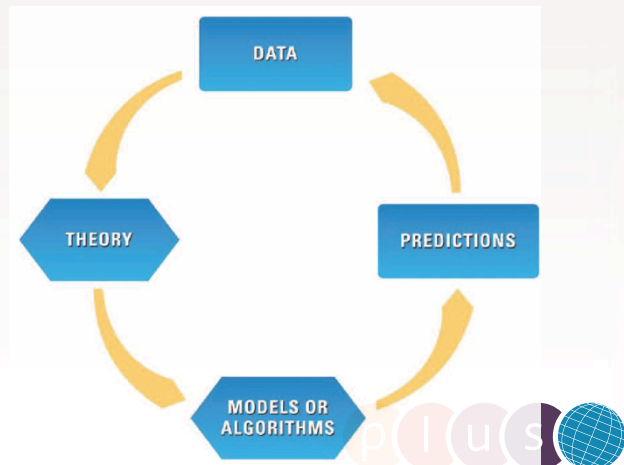 DATA
THEORY
PREDICTIONS
MODELS OR
ALGORITHMS
plus